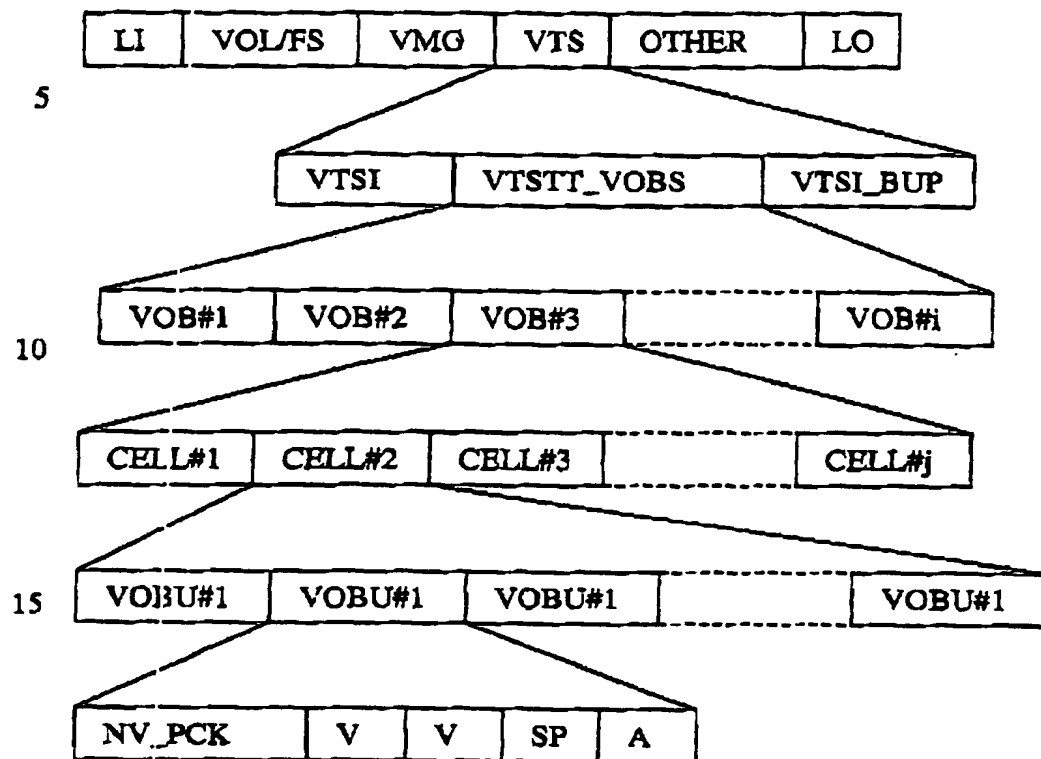 LI VOL/FS VMG VTS OTHER LO
5
VTSI VTSTT_VOBS VTSI_BUP
VOB#1 VOB#2 VOB#3 VOB#i
10
CELL#1 CELL#2 CELL#3 CELL#j
15 VOBU#1 VOBU#1 VOBU#1 VOBU#1
NV_PCK V V SP A